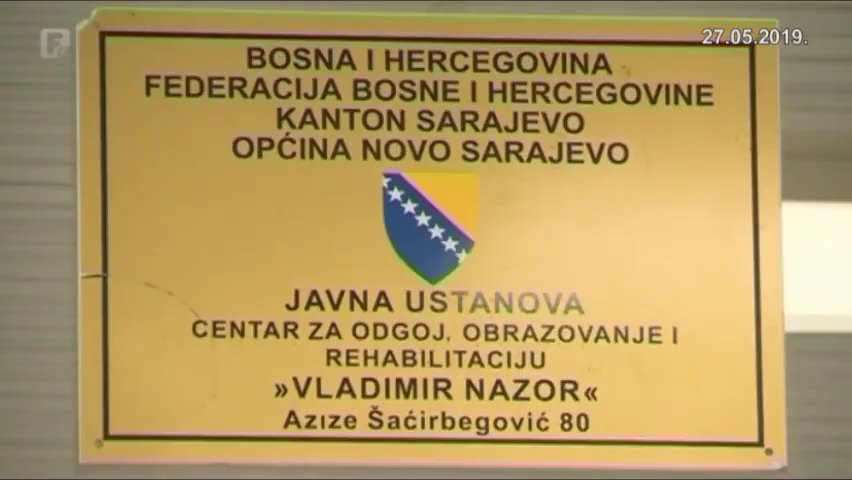 27.05.2019.
BOSNA I HERCEGOVINA
FEDERACIJA BOSNE I HERCEGOVINE
KANTON SARAJEVO
OPĆINA NOVO SARAJEVO
JAVNA USTANOVA
CENTAR ZA ODGOJ, OBRAZOVANJE I
REHABILITACIJU
»VLADIMIR NAZOR«
Azize Šaćirbegović 80